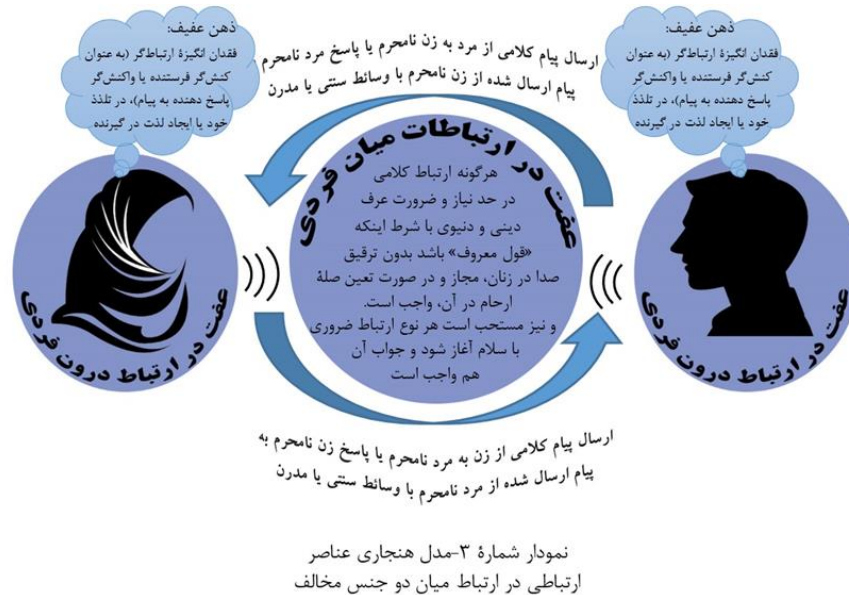 ذهن عفیف:
فقدان انگیزهٔ ارتباط‌گر (به عنوان
کنش‌گر فرستنده یا واکنش‌گر
پاسخ دهنده به پیام)، در تلذذ
خود یا ایجاد لذت در گیرنده
ارسال پیام کلامی از مرد به زن نامحرم یا پاسخ مرد نامحرم
پیام ارسال شده از زن نامحرم با وسائط سنتی یا مدرن
ذهن عفیف:
فقدان انگیزهٔ ارتباط‌گر (به عنوان
کنش‌گر فرستنده یا واکنش‌گر
پاسخ دهنده به پیام)، در تلذذ
خود یا ایجاد لذت در گیرنده
عفت در ارتباطات میان فردی
هرگونه ارتباط کلامی
در حد نیاز و ضرورت عرف
دینی و دنیوی با شرط اینکه
«قول معروف» باشد بدون ترقیق
صدا در زنان، مجاز و در صورت تعین صلهٔ
ارحام در آن، واجب است.
و نیز مستحب است هر نوع ارتباط ضروری
با سلام آغاز شود و جواب آن
هم واجب است
عفت در ارتباط درون فردی
عفت در ارتباط درون فردی
ارسال پیام کلامی از زن به مرد نامحرم یا پاسخ زن نامحرم به
پیام ارسال شده از مرد نامحرم با وسائط سنتی یا مدرن
نمودار شمارهٔ ۳-مدل هنجاری عناصر
ارتباطی در ارتباط میان دو جنس مخالف